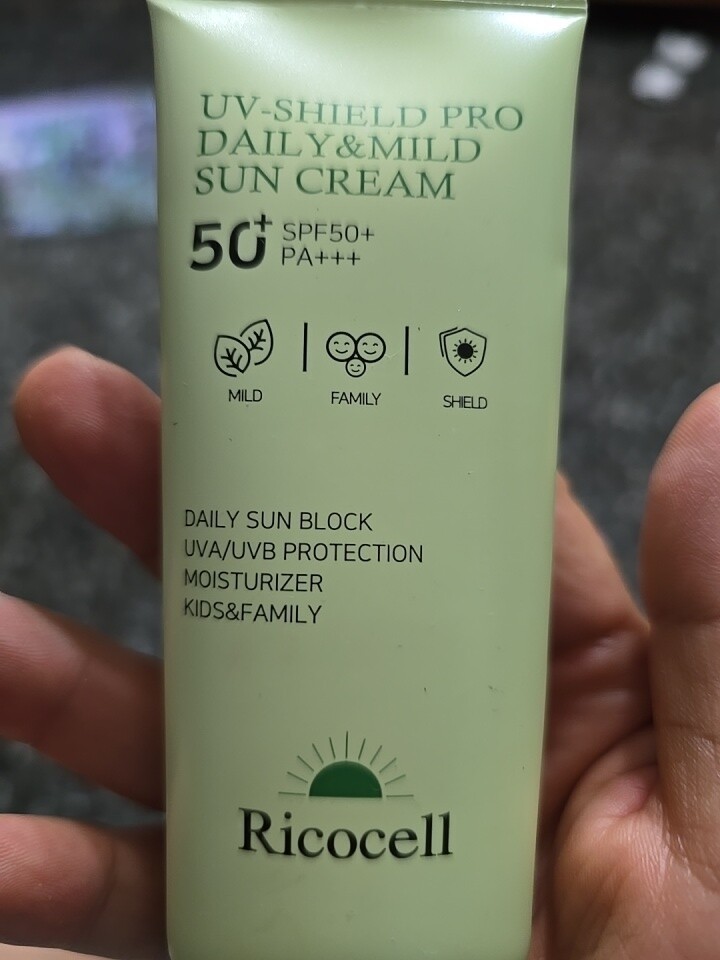 UV-SHIELD PRO
DAILY&MILD
SUN CREAM
50+ SPF50+
PA+++
MILD
FAMILY
SHIELD
DAILY SUN BLOCK
UVA/UVB PROTECTION
MOISTURIZER
KIDS&FAMILY
Ricocell